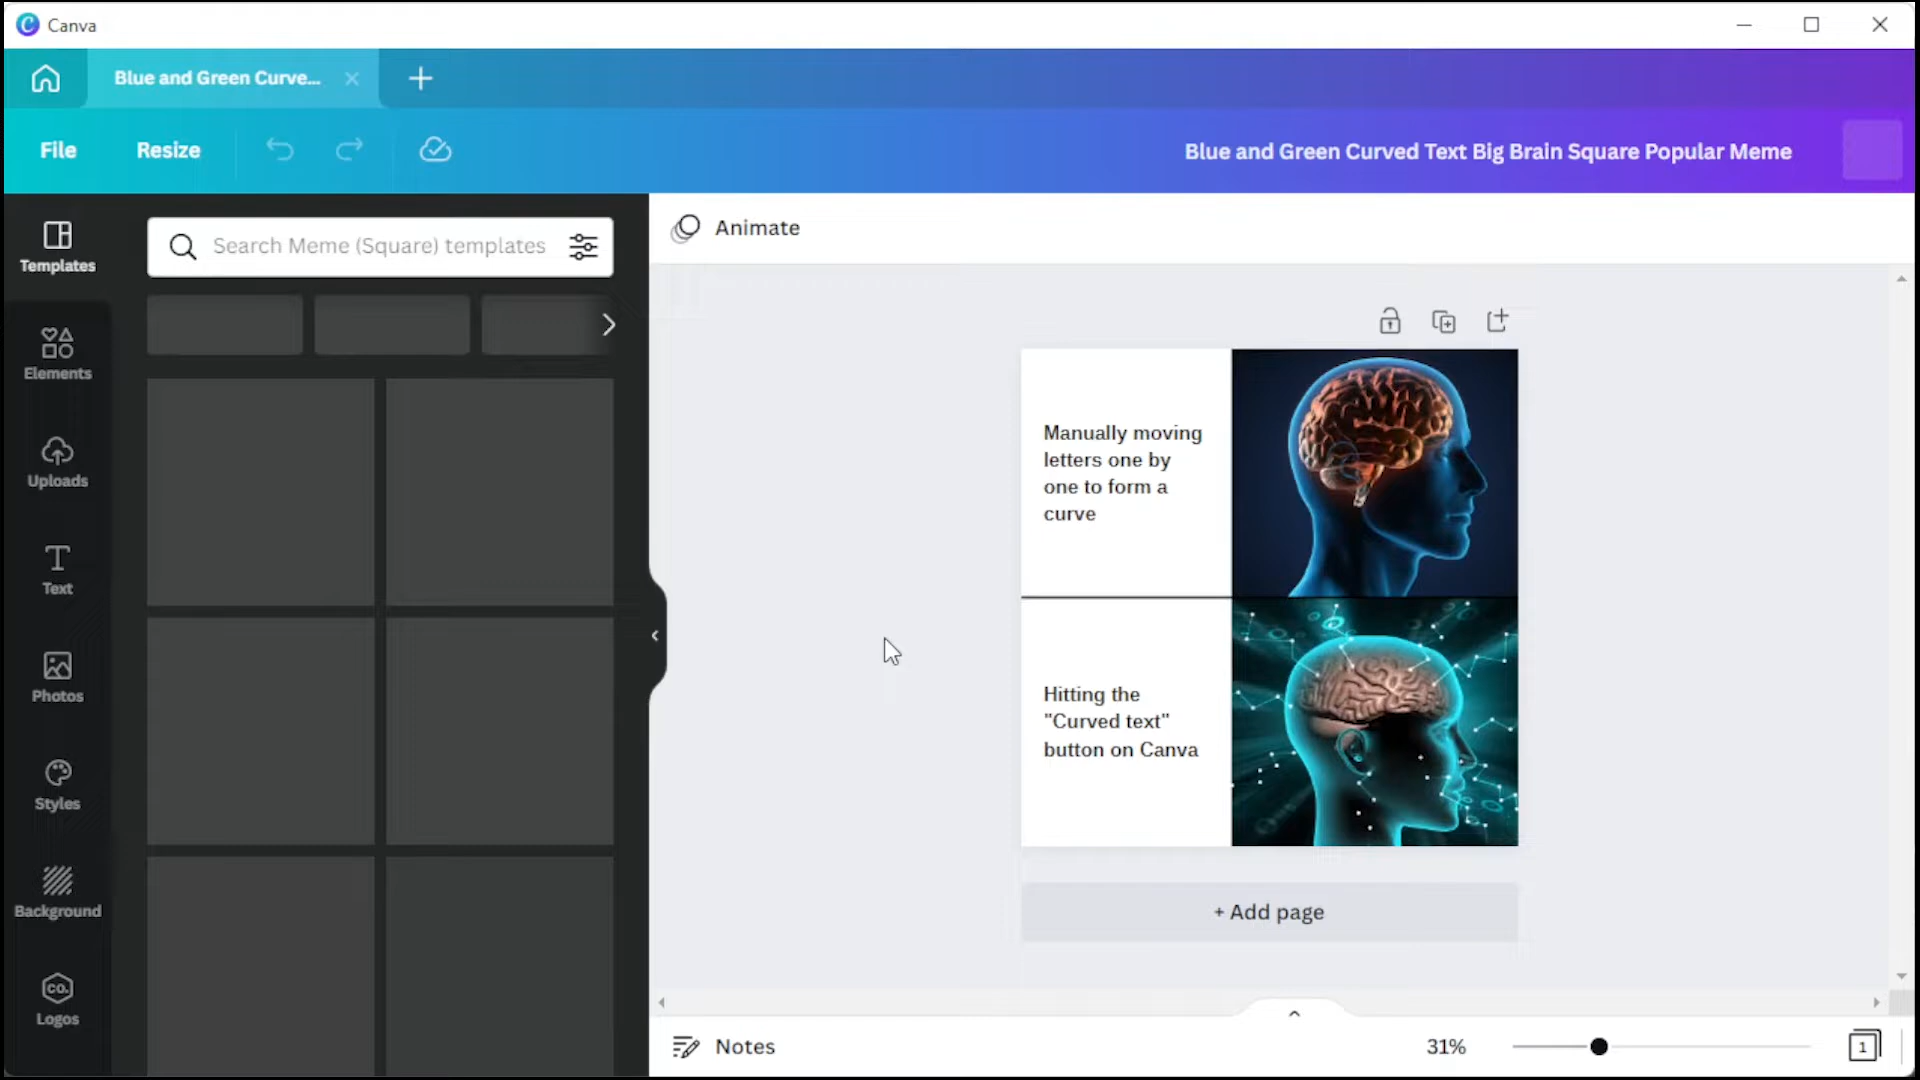 Canva
Blue and Green Curve...
File
Resize
Blue and Green Curved Text Big Brain Square Popular Meme
Templates
Search Meme (Square) templates
Animate
Elements
Uploads
Text
Photos
Styles
Background
CO.
Logos
Manually moving
letters one by
one to form a
curve
Hitting the
"Curved text"
button on Canva
+ Add page
Notes
31%
1